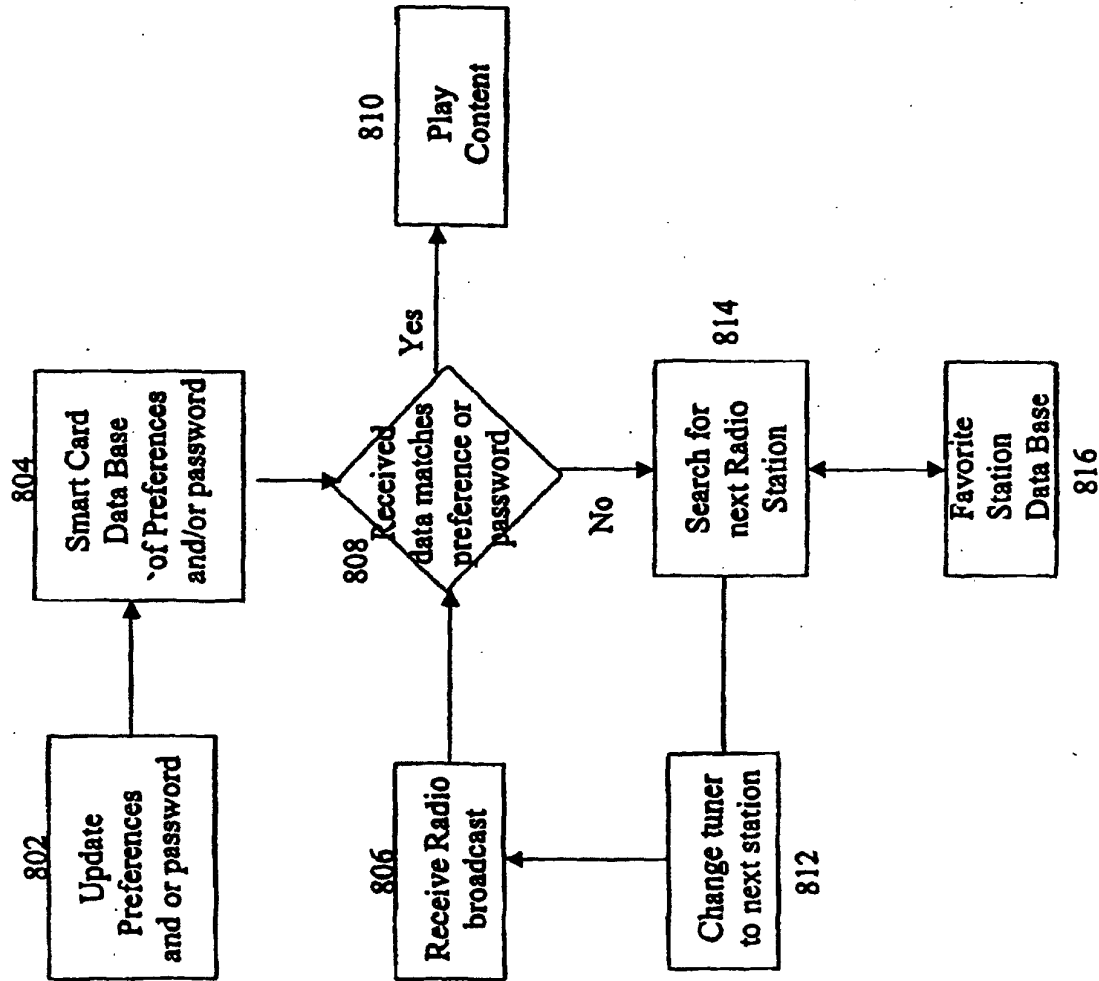 802
Update
Preferences
and or password
804
Smart Card
Data Base
of Preferences
and/or password
806
Receive Radio
broadcast
808
Received
data matches
preference or
password
Yes
810
Play
Content
No
Change tuner
to next station
812
Search for
next Radio
Station
814
Favorite
Station
Data Base
816